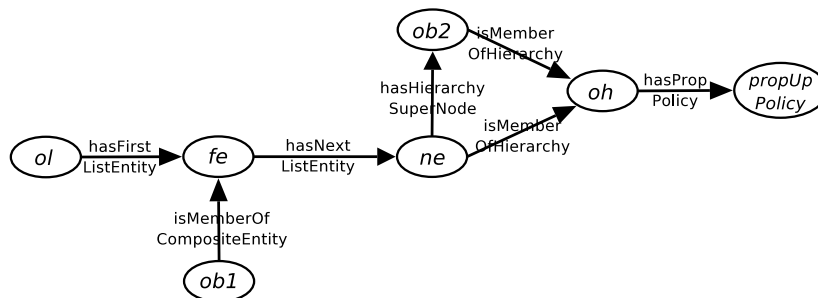 ob2
isMember
OfHierarchy
hasHierarchy
SuperNode
oh
hasProp
Policy
propUp
Policy
isMember
OfHierarchy
ol
hasFirst
ListEntity
fe
hasNext
ListEntity
ne
isMemberOf
CompositeEntity
ob1